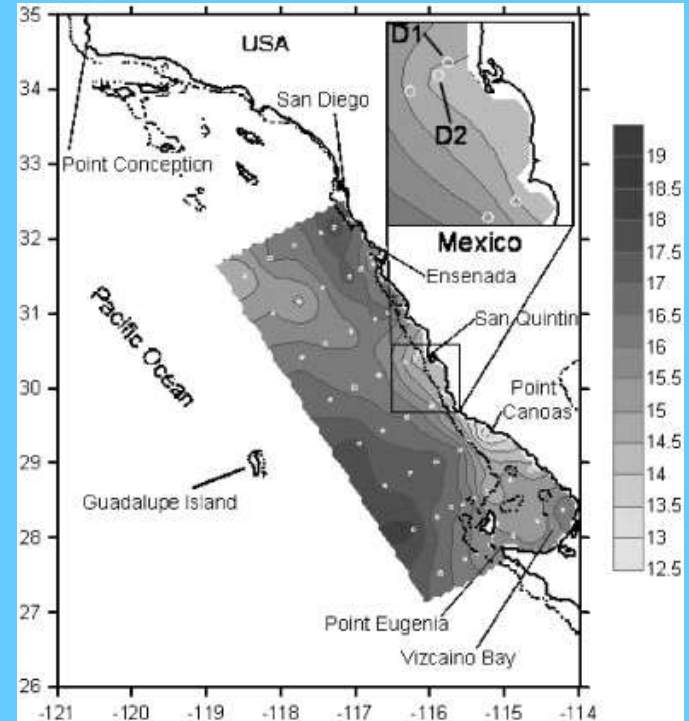 35
34
33
32
31
30
29
28
27
26
-121
-120
-119
-118
-117
-116
-115
-114
USA
San Diego
Point Conception
D1
D2
Mexico
Ensenada
San Quintin
Point
Canoas
Pacific Ocean
Guadalupe Island
Point Eugenia
Vizcaino Bay
19
18.5
18
17.5
17
16.5
16
15.5
15
14.5
14
13.5
13
12.5